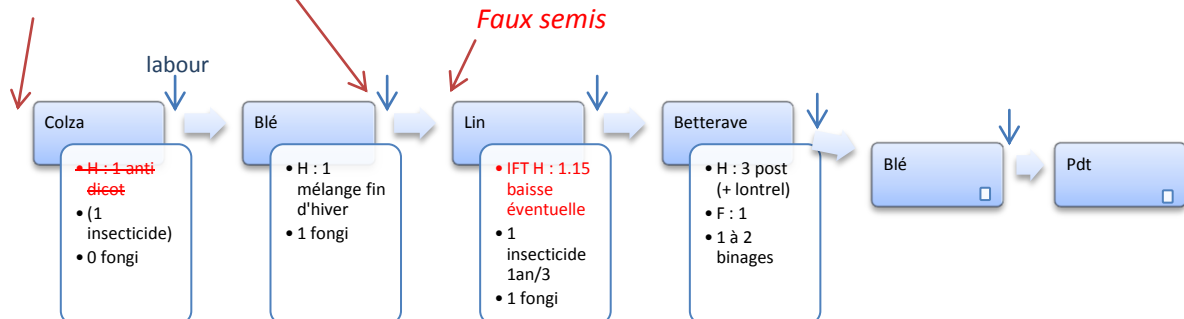 Faux semis
labour
Colza
• H : 1 anti
dicot
• (1
insecticide)
• 0 fongi
Blé
• H : 1
mélange fin
d'hiver
• 1 fongi
Lin
• IFT H : 1.15
baisse
éventuelle
• 1
insecticide
1an/3
• 1 fongi
Betterave
• H : 3 post
(+ lontrel)
• F : 1
• 1 à 2
binages
Blé
Pdt